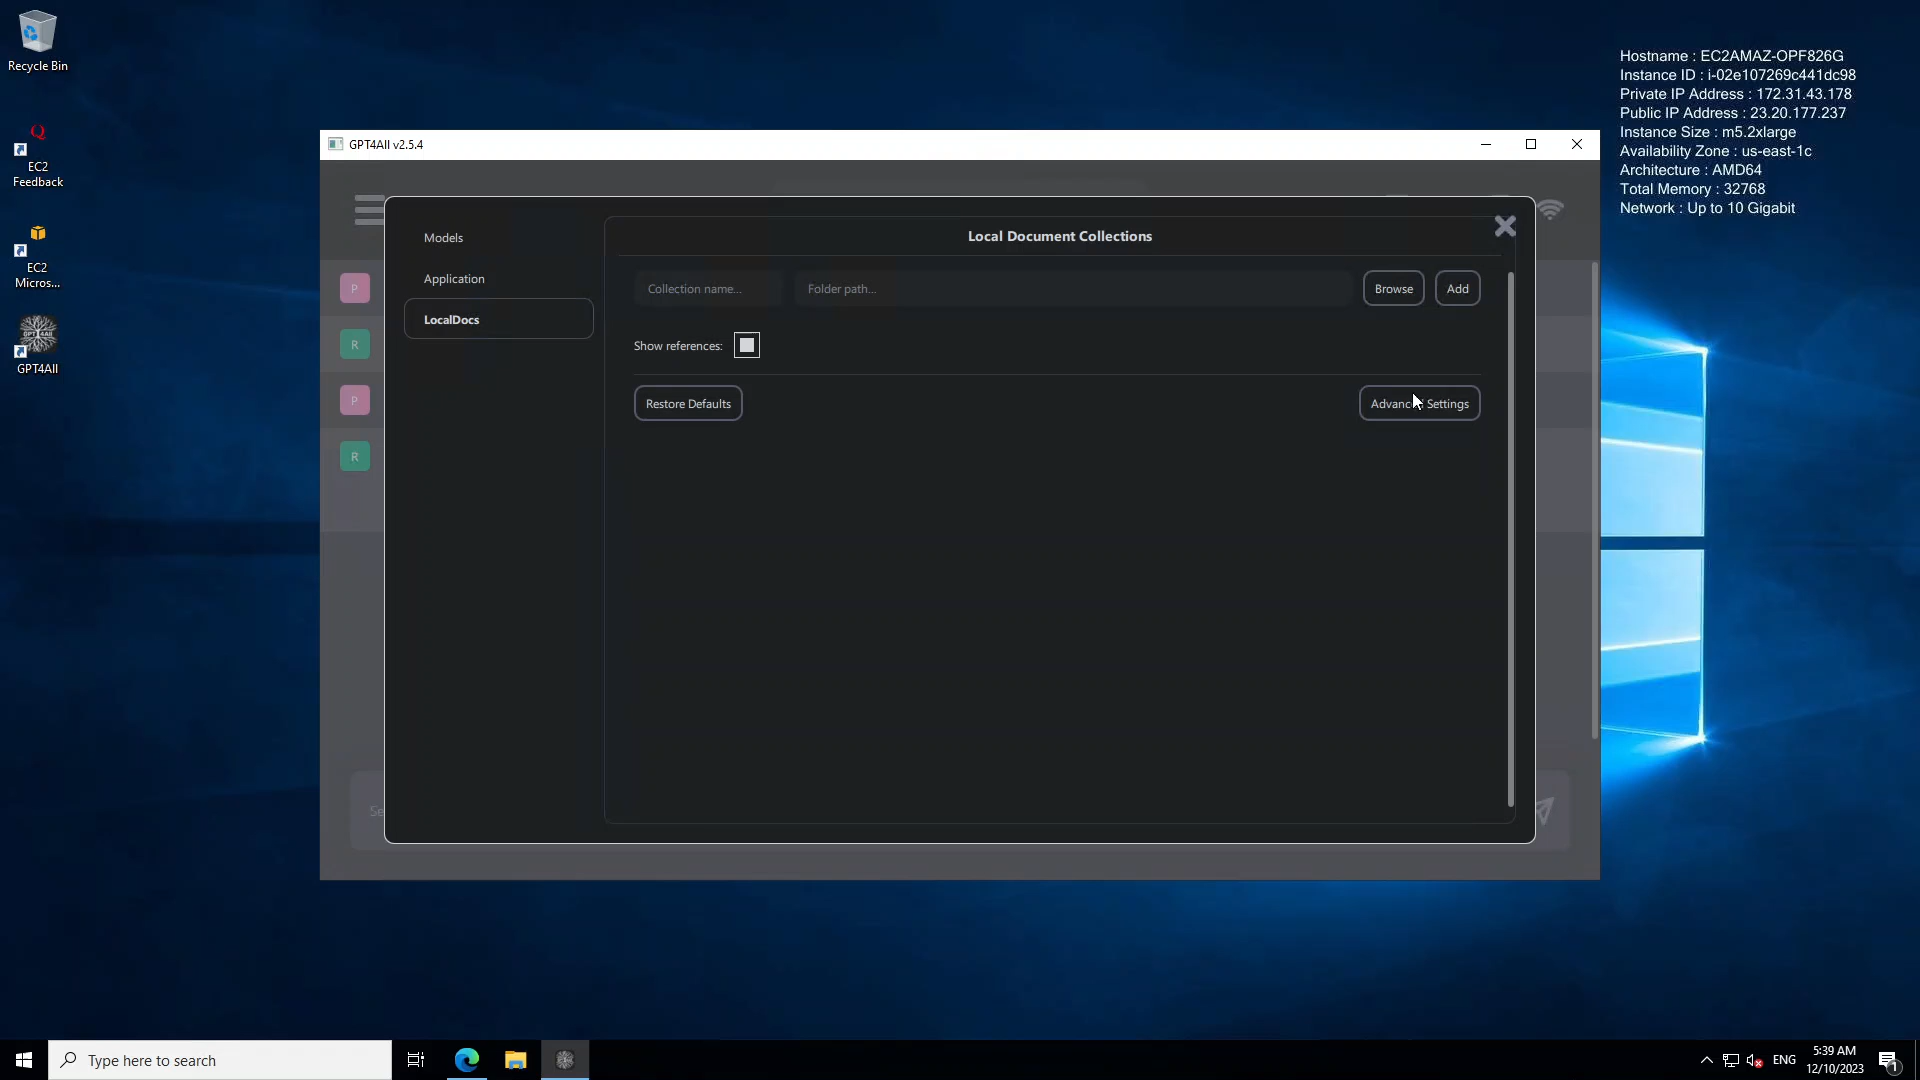 Recycle Bin
EC2
Feedback
EC2
Micros...
GPT4All
Hostname : EC2AMAZ-OPF826G
Instance ID : i-02e107269c441dc98
Private IP Address : 172.31.43.178
Public IP Address : 23.20.177.237
Instance Size : m5.2xlarge
Availability Zone : us-east-1c
Architecture : AMD64
Total Memory : 32768
Network : Up to 10 Gigabit
GPT4All v2.5.4
P
R
P
R
Se
Models
Application
LocalDocs
Local Document Collections
Collection name...
Folder path...
Browse
Add
Show references:
Restore Defaults
Settings
Type here to search
ENG
5:39 AM
12/10/2023
1